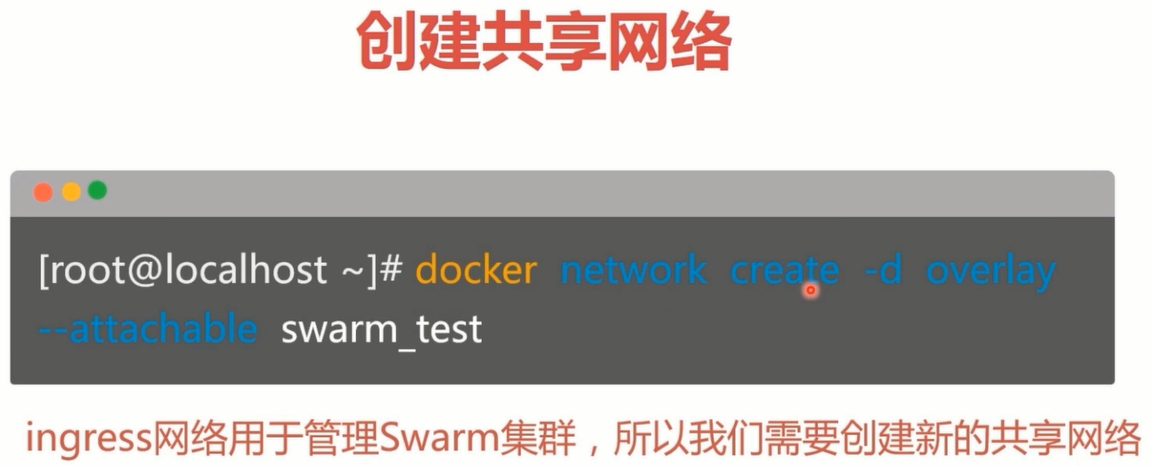 创建共享网络
[root@localhost ~]# docker network create -d overlay
--attachable swarm_test
ingress网络用于管理Swarm集群，所以我们需要创建新的共享网络